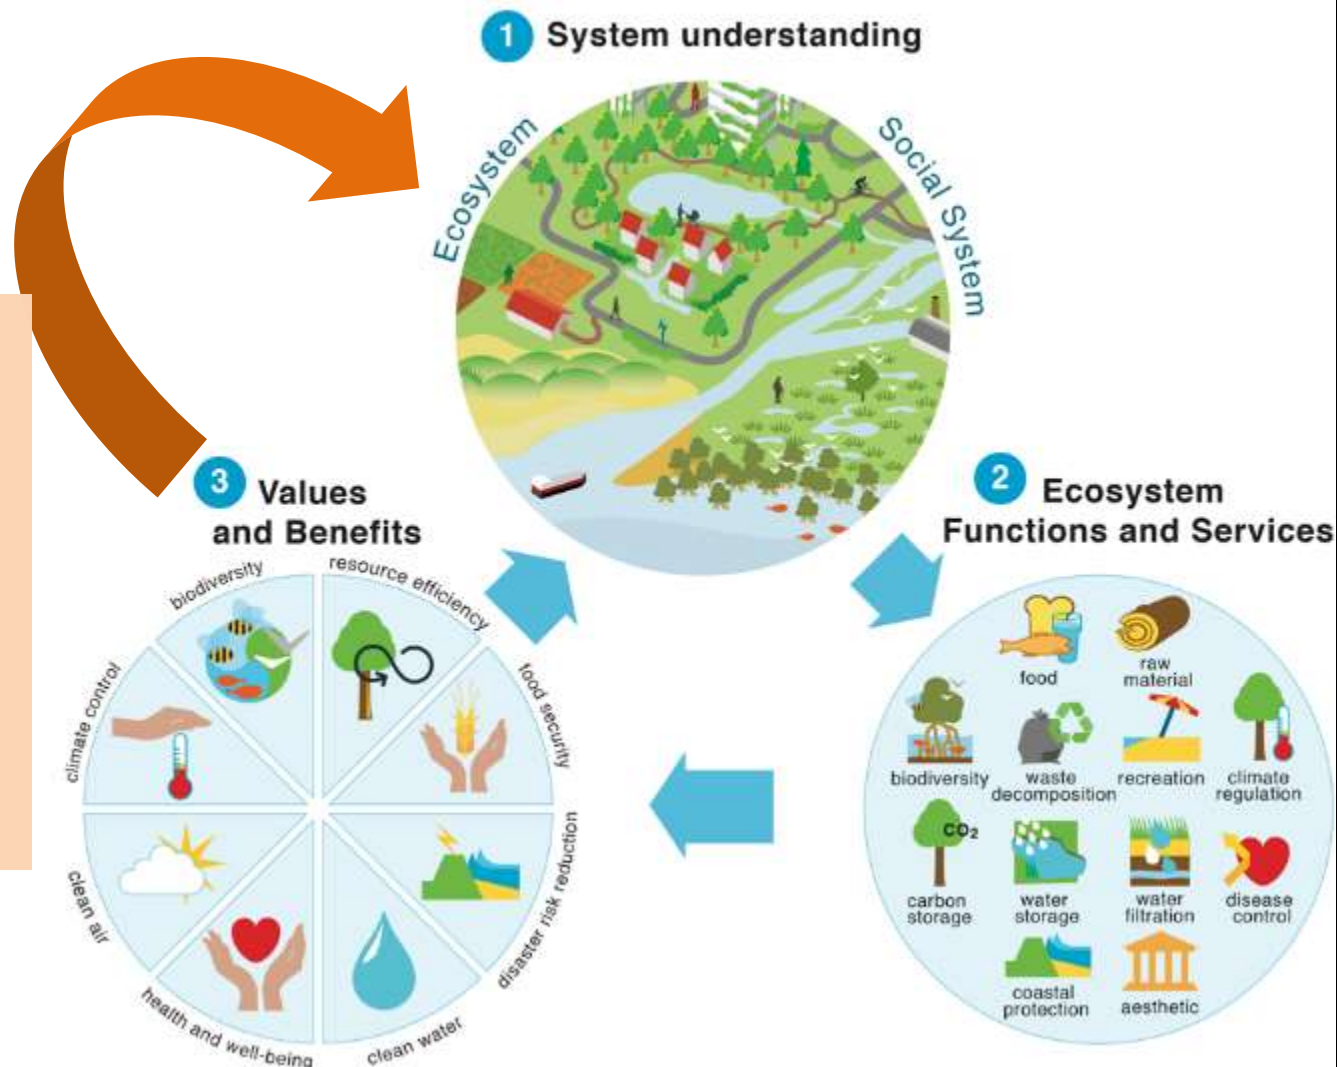 1 System understanding
Ecosystem
Social System
2 Ecosystem
Functions and Services
food
raw
material
biodiversity
waste
decomposition
recreation
climate
regulation
CO₂
carbon
storage
water
storage
water
filtration
disease
control
coastal
protection
aesthetic
3 Values
and Benefits
biodiversity
resource efficiency
food security
disaster risk reduction
clean water
health and well-being
clean air
climate control